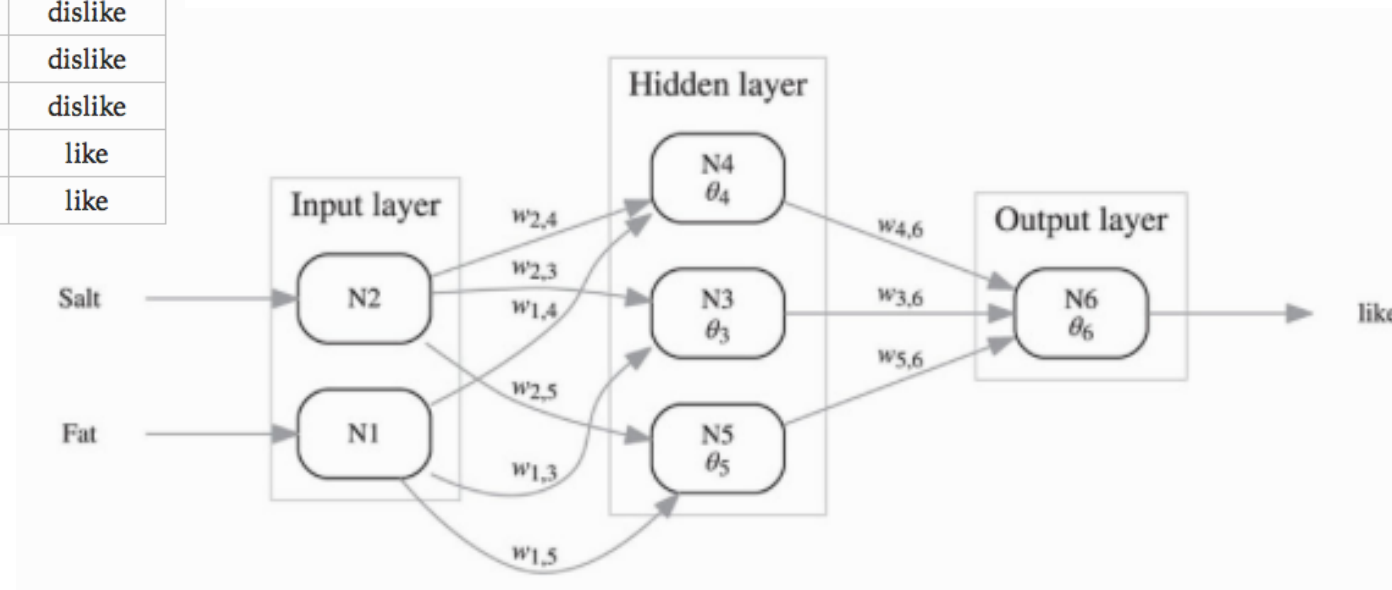 dislike
dislike
dislike
like
like
Hidden layer
N4
θ4
Input layer
w2,4
w4,6
Output layer
w2,3
Salt
N2
w1,4
N3
θ3
w3,6
N6
θ6
like
w2,5
w5,6
Fat
N1
N5
θ5
w1,3
w1,5